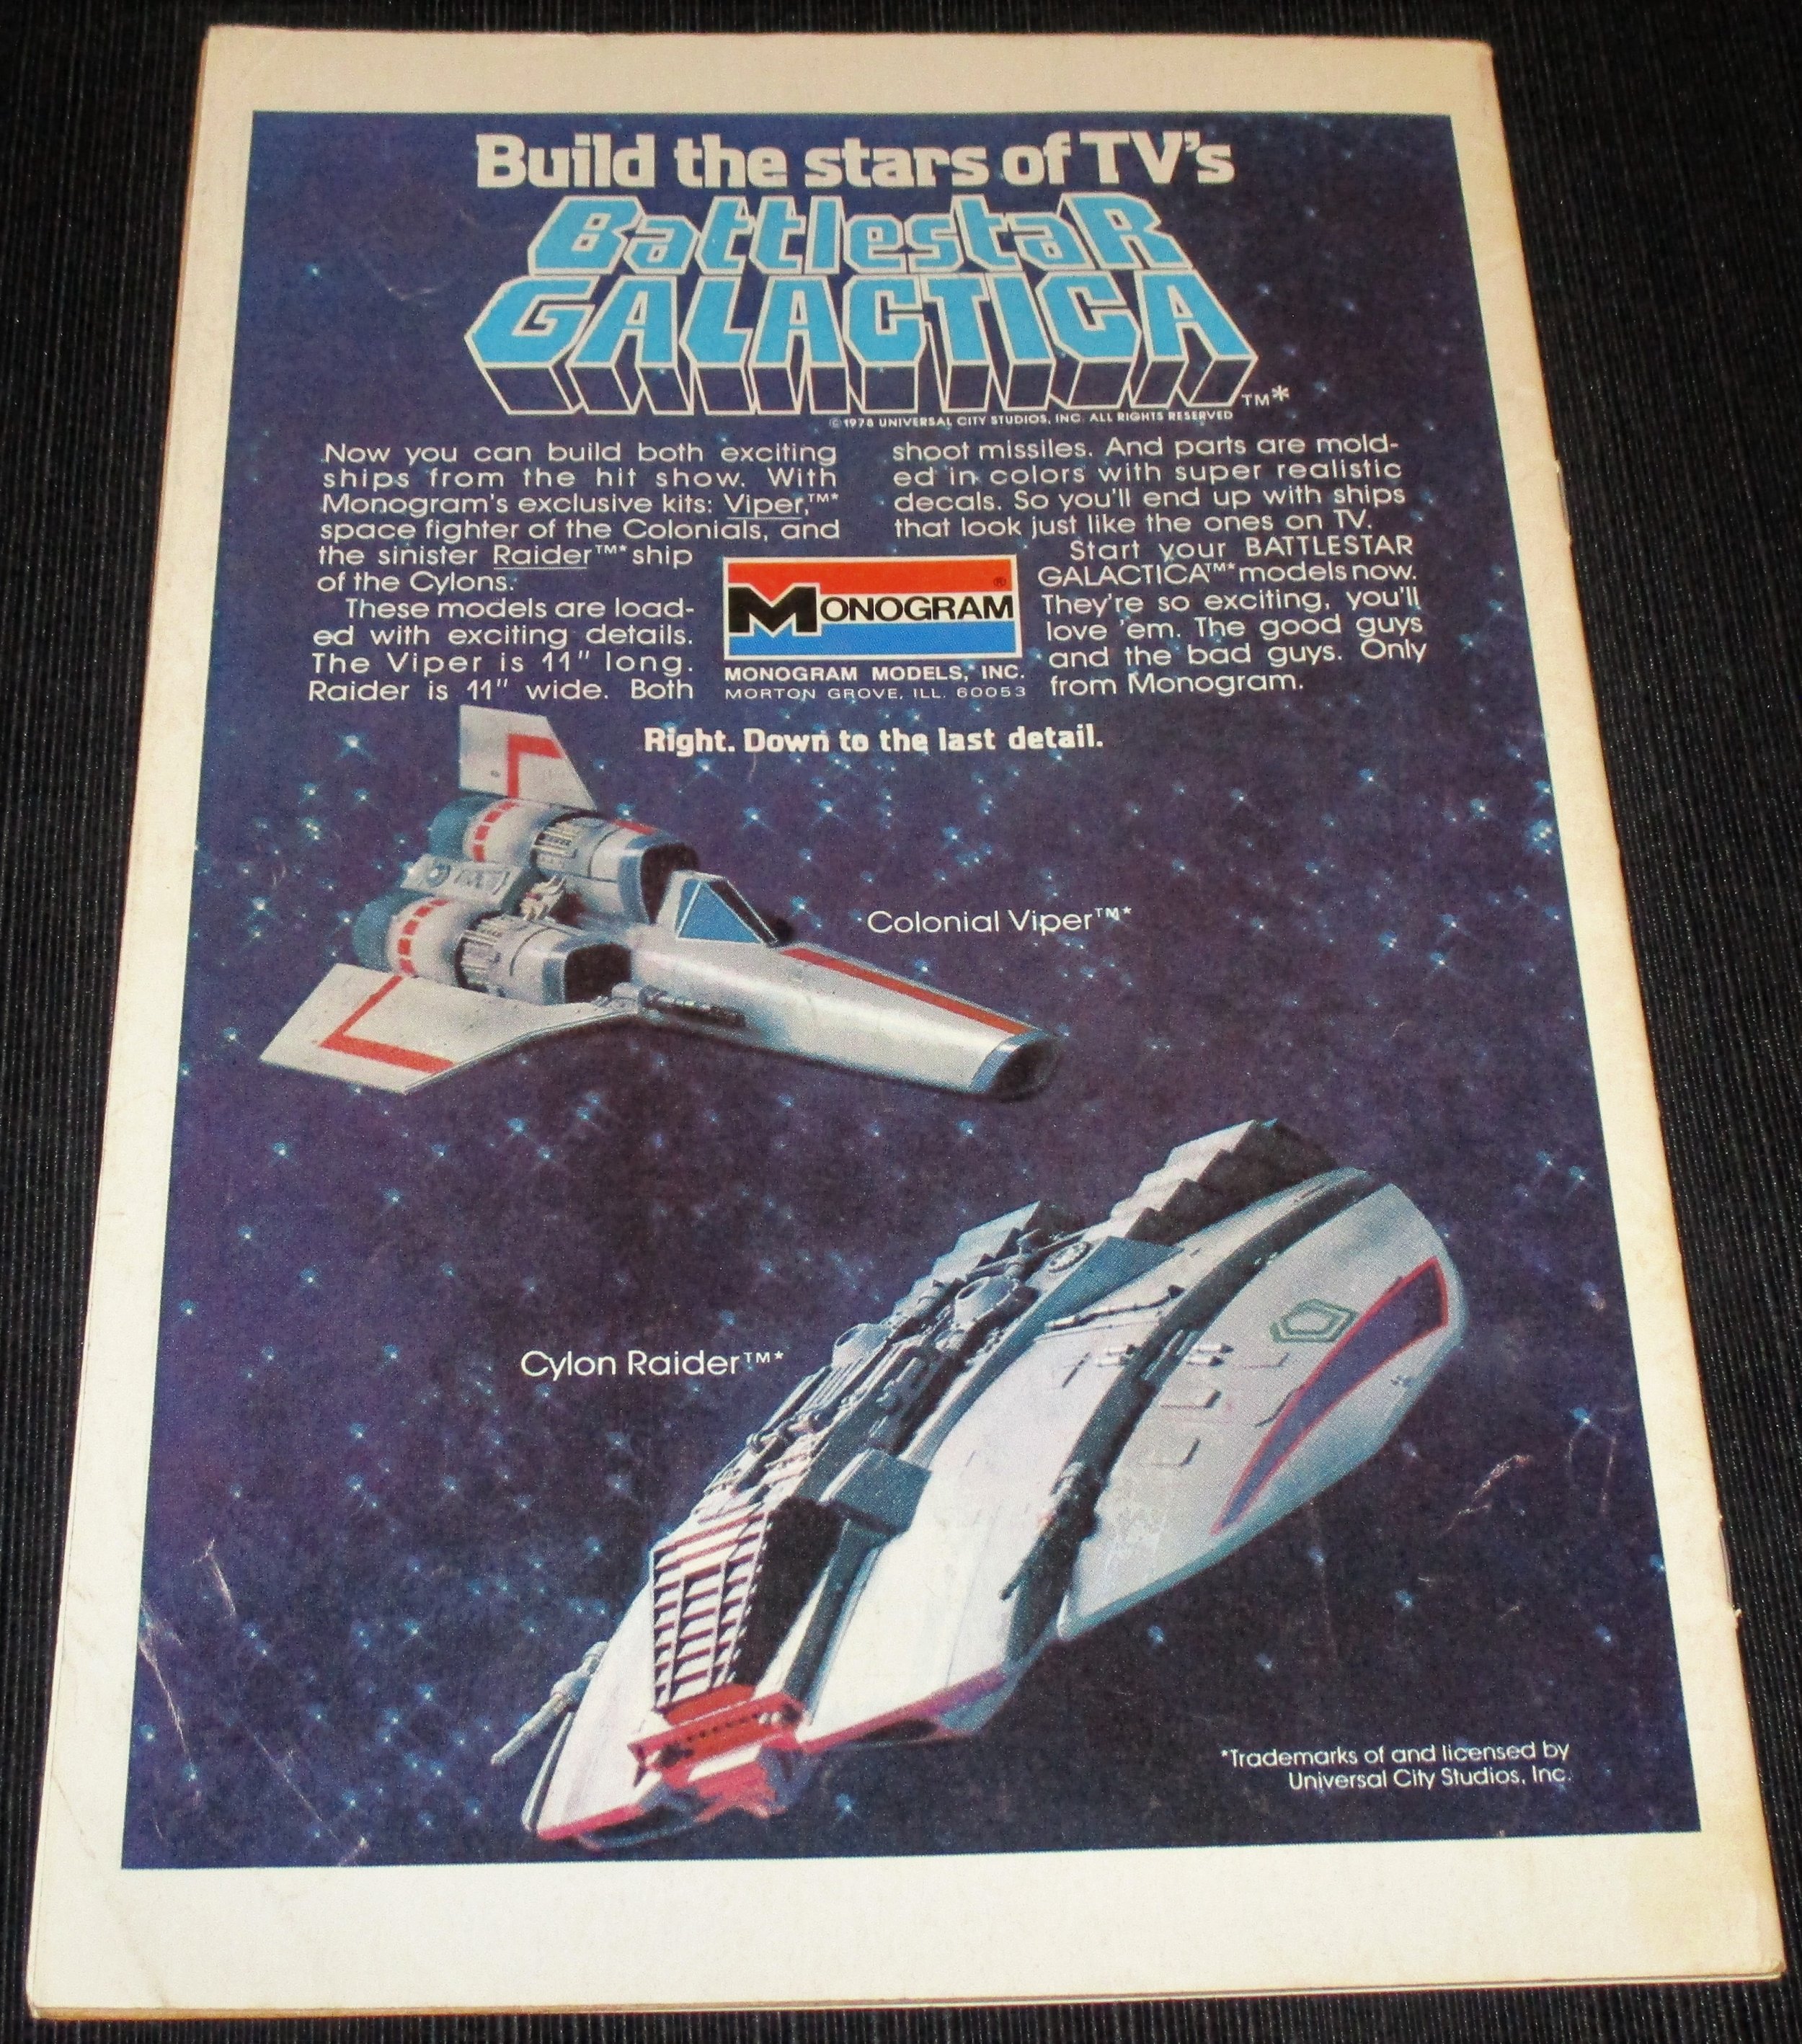 Build the stars of TV's
BattlestaR
GALACTICA
TM*
©1978 UNIVERSAL CITY STUDIOS, INC. ALL RIGHTS RESERVED
Now you can build both exciting
ships from the hit show. With
Monogram's exclusive kits: Viper,™*
space fighter of the Colonials, and
the sinister Raider™* ship
of the Cylons.
These models are load-
ed with exciting details.
The Viper is 11" long.
Raider is 11" wide. Both
shoot missiles. And parts are mold-
ed in colors with super realistic
decals. So you'll end up with ships
that look just like the ones on TV.
Start your BATTLESTAR
GALACTICA™* models now.
They're so exciting, you'll
love 'em. The good guys
and the bad guys. Only
from Monogram.
MONOGRAM®
MONOGRAM MODELS, INC.
MORTON GROVE, ILL. 60053
Right. Down to the last detail.
Colonial Viper™*
Cylon Raider™*
*Trademarks of and licensed by
Universal City Studios, Inc.